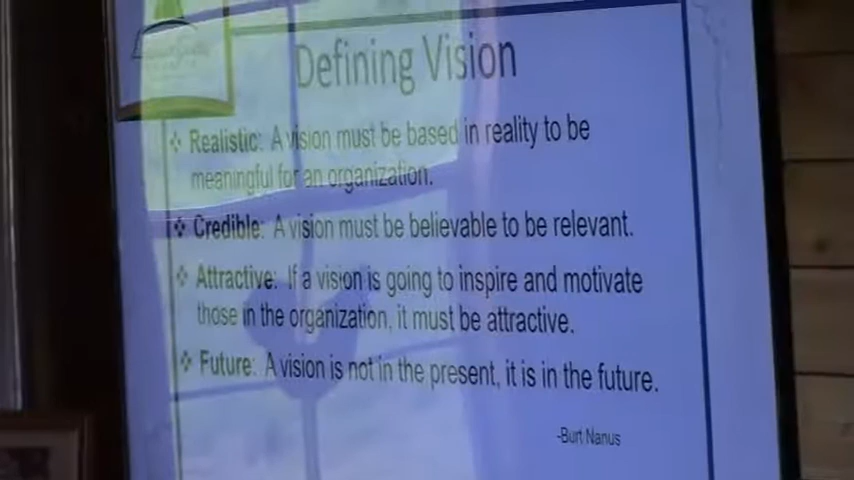 Defining Vision
❖ Realistic: A vision must be based in reality to be
meaningful for an organization.
❖ Credible: A vision must be believable to be relevant.
❖ Attractive: If a vision is going to inspire and motivate
those in the organization, it must be attractive.
❖ Future: A vision is not in the present, it is in the future.
-Burt Nanus